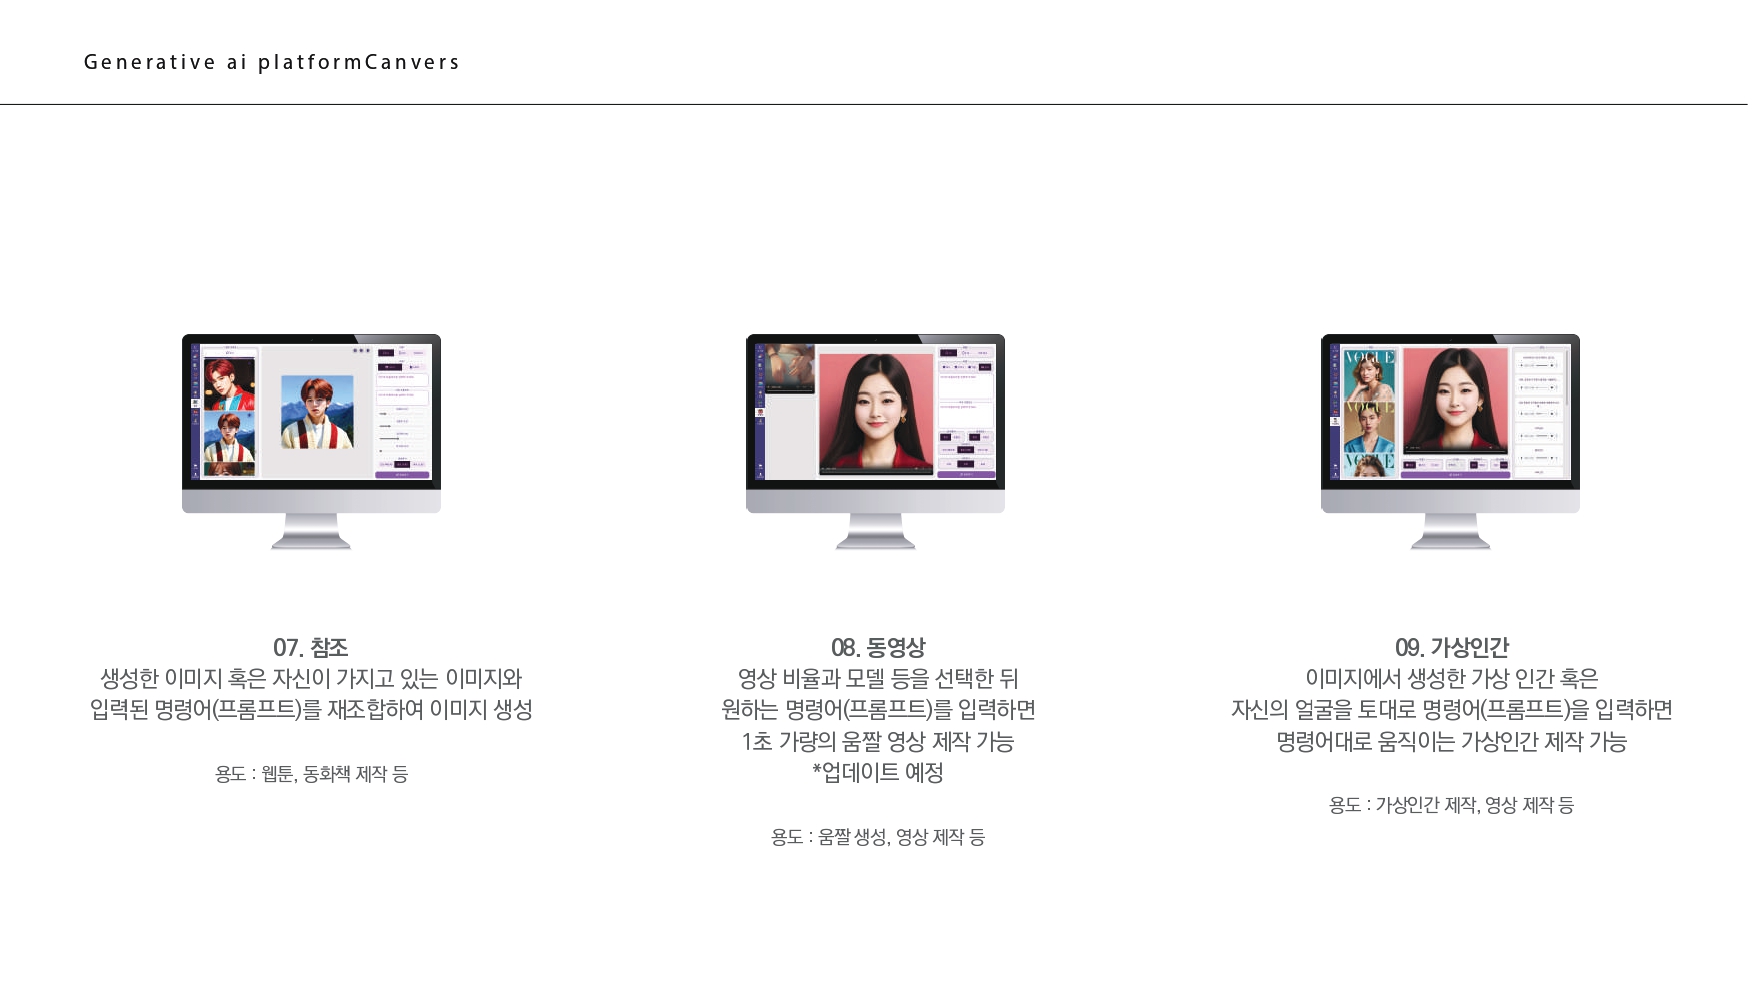 Generative ai platformCanvers
VOGUE
VOGUE
07. 참조
생성한 이미지 혹은 자신이 가지고 있는 이미지와
입력된 명령어(프롬프트)를 재조합하여 이미지 생성
용도 : 웹툰, 동화책 제작 등
08. 동영상
영상 비율과 모델 등을 선택한 뒤
원하는 명령어(프롬프트)를 입력하면
1초 가량의 움짤 영상 제작 가능
*업데이트 예정
용도 : 움짤 생성, 영상 제작 등
09. 가상인간
이미지에서 생성한 가상 인간 혹은
자신의 얼굴을 토대로 명령어(프롬프트)을 입력하면
명령어대로 움직이는 가상인간 제작 가능
용도 : 가상인간 제작, 영상 제작 등